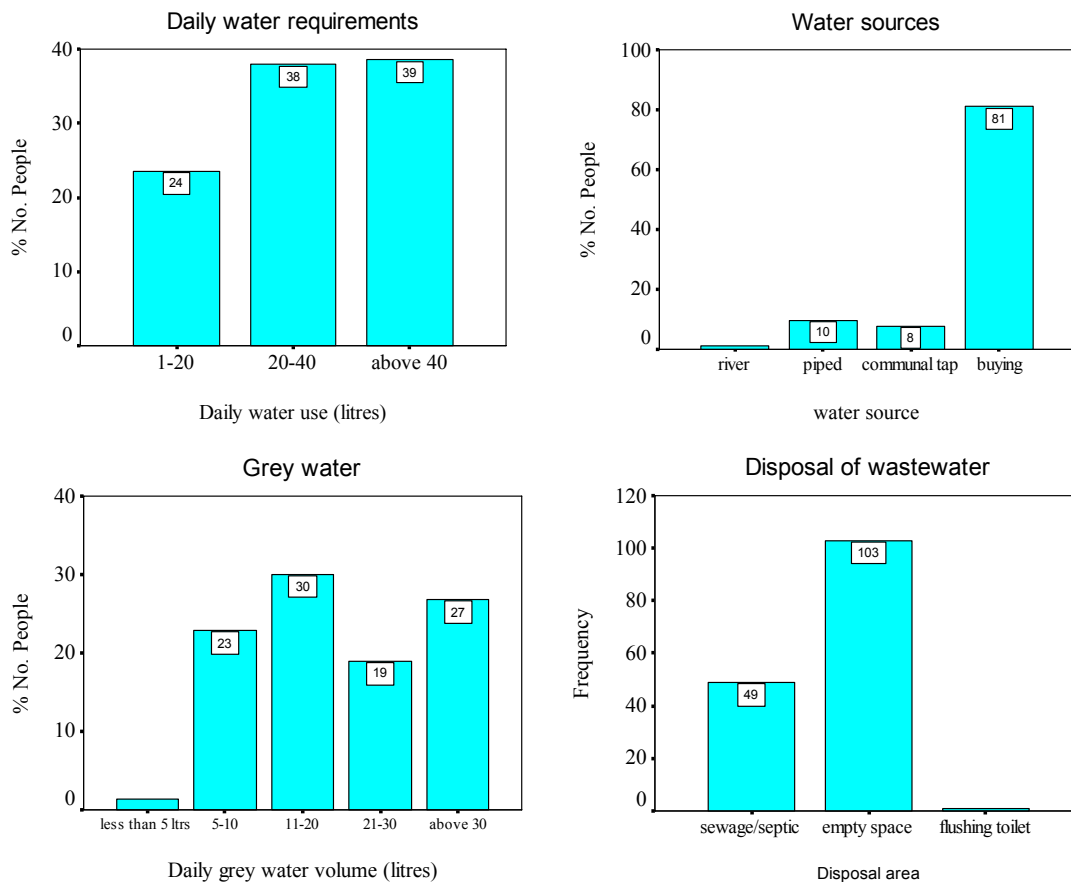 Daily water requirements
% No. People
40
30
20
10
0
24
38
39
1-20 20-40 above 40
Daily water use (litres)
Water sources
% No. People
100
80
60
40
20
0
10
8
81
river piped communal tap buying
water source
Grey water
% No. People
40
30
20
10
0
23
30
19
27
less than 5 ltrs 5-10 11-20 21-30 above 30
Daily grey water volume (litres)
Disposal of wastewater
Frequency
120
100
80
60
40
20
0
49
103
sewage/septic empty space flushing toilet
Disposal area